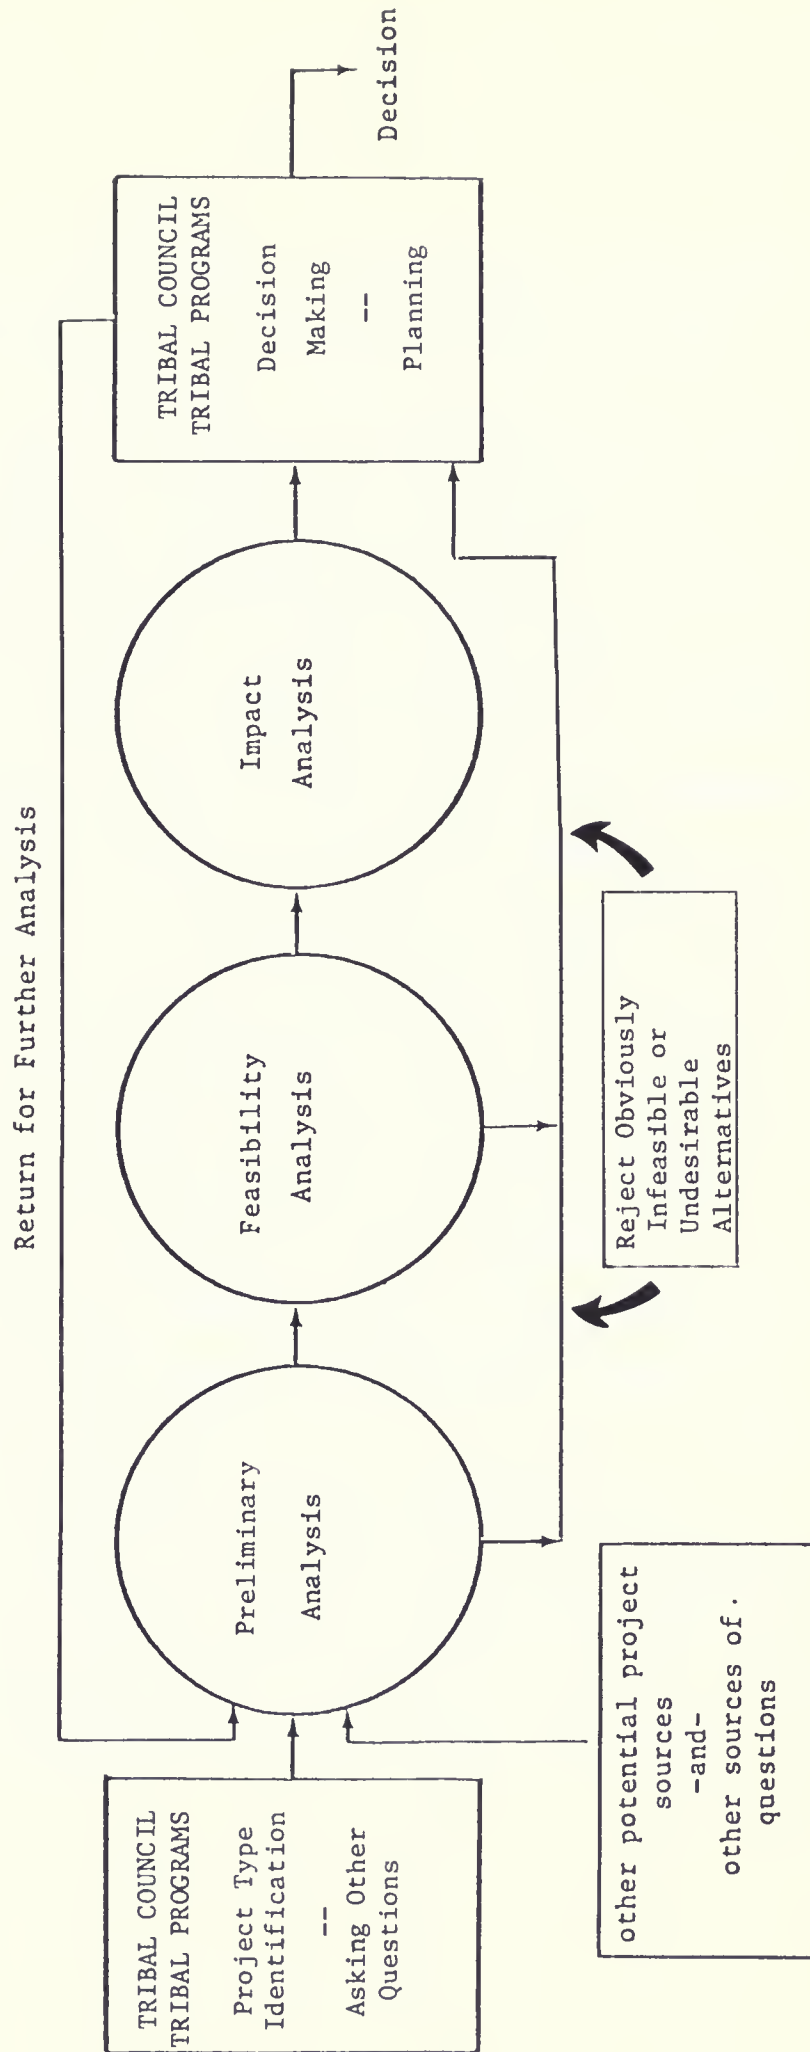 Return for Further Analysis
TRIBAL COUNCIL
TRIBAL PROGRAMS
Project Type
Identification
--
Asking Other
Questions
Preliminary
Analysis
Feasibility
Analysis
Impact
Analysis
TRIBAL COUNCIL
TRIBAL PROGRAMS
Decision
Making
--
Planning
Decision
other potential project
sources
-and-
other sources of.
questions
Reject Obviously
Infeasible or
Undesirable
Alternatives